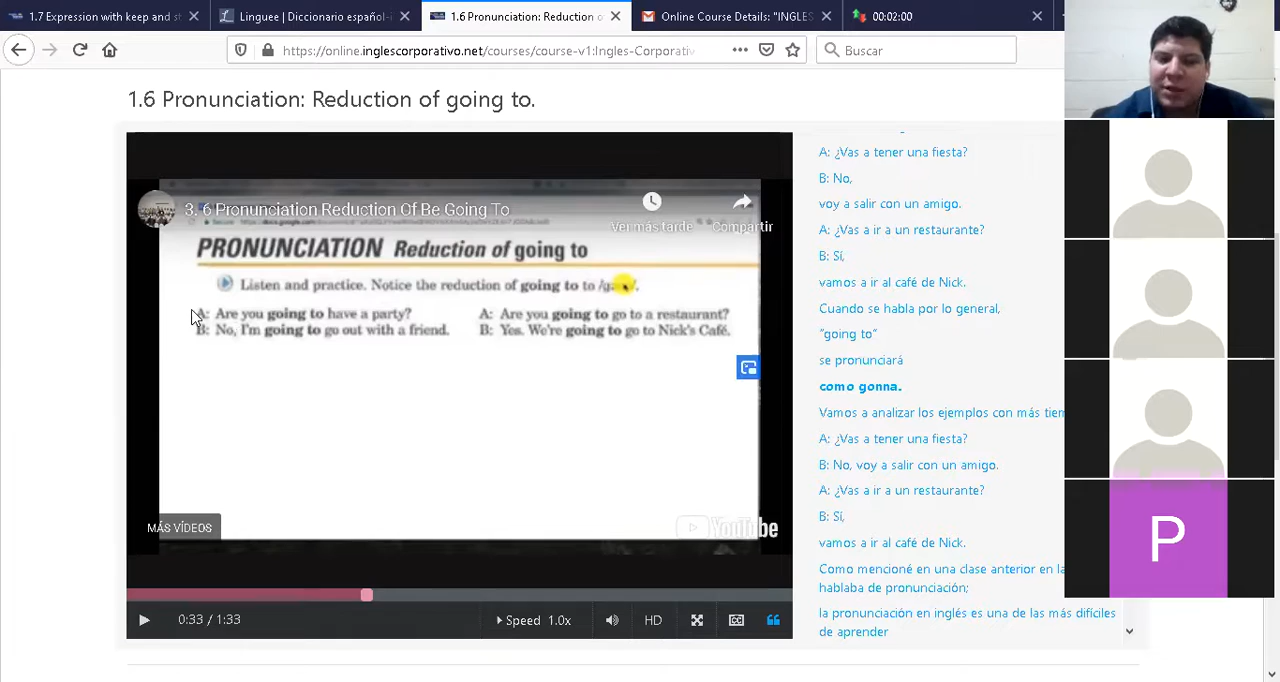 1.7 Expression with keep and st
Linguee | Diccionario español-i
1.6 Pronunciation: Reduction o
Online Course Details: "INGLES
00:02:00
https://online.inglescorporativo.net/courses/course-v1:Ingles-Corporativ
Buscar
1.6 Pronunciation: Reduction of going to.
3. 6 Pronunciation Reduction Of Be Going To
Ver más tarde
Compartir
PRONUNCIATION Reduction of going to
Listen and practice. Notice the reduction of going to to
A: Are you going to have a party?
B: No, I'm going to go out with a friend.
A: Are you going to go to a restaurant?
B: Yes. We're going to go to Nick's Café.
MÁS VÍDEOS
YouTube
0:33 / 1:33
Speed 1.0x
HD
A: ¿Vas a tener una fiesta?
B: No,
voy a salir con un amigo.
A: ¿Vas a ir a un restaurante?
B: Sí,
vamos a ir al café de Nick.
Cuando se habla por lo general,
"going to"
se pronunciará
como gonna.
Vamos a analizar los ejemplos con más tiem
A: ¿Vas a tener una fiesta?
B: No, voy a salir con un amigo.
A: ¿Vas a ir a un restaurante?
B: Sí,
vamos a ir al café de Nick.
Como mencioné en una clase anterior en la
hablaba de pronunciación;
la pronunciación en inglés es una de las más difíciles
de aprender
P